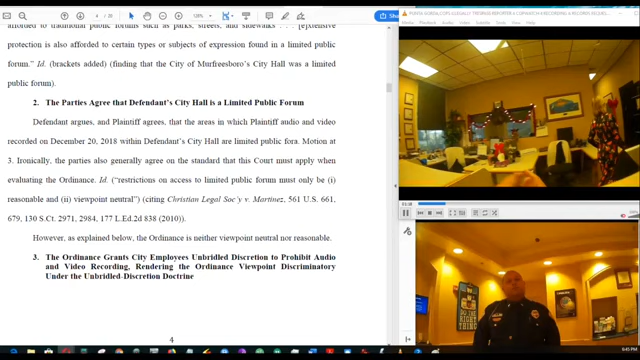 afforded to traditional public forums such as parks, streets, and sidewalks . . . [e]xtensive
protection is also afforded to certain types or subjects of expression found in a limited public
forum." Id. (brackets added) (finding that the City of Murfreesboro's City Hall was a limited
public forum).
2. The Parties Agree that Defendant's City Hall is a Limited Public Forum
Defendant argues, and Plaintiff agrees, that the areas in which Plaintiff audio and video
recorded on December 20, 2018 within Defendant's City Hall are limited public fora. Motion at
3. Ironically, the parties also generally agree on the standard that this Court must apply when
evaluating the Ordinance. Id. ("restrictions on access to limited public forum must only be (i)
reasonable and (ii) viewpoint neutral") (citing Christian Legal Soc'y v. Martinez, 561 U.S. 661,
679, 130 S.Ct. 2971, 2984, 177 L.Ed.2d 838 (2010)).
However, as explained below, the Ordinance is neither viewpoint neutral nor reasonable.
3. The Ordinance Grants City Employees Unbridled Discretion to Prohibit Audio
and Video Recording, Rendering the Ordinance Viewpoint Discriminatory
Under the Unbridled-Discretion Doctrine
4
DO THE
RIGHT
THING
6:45 PM